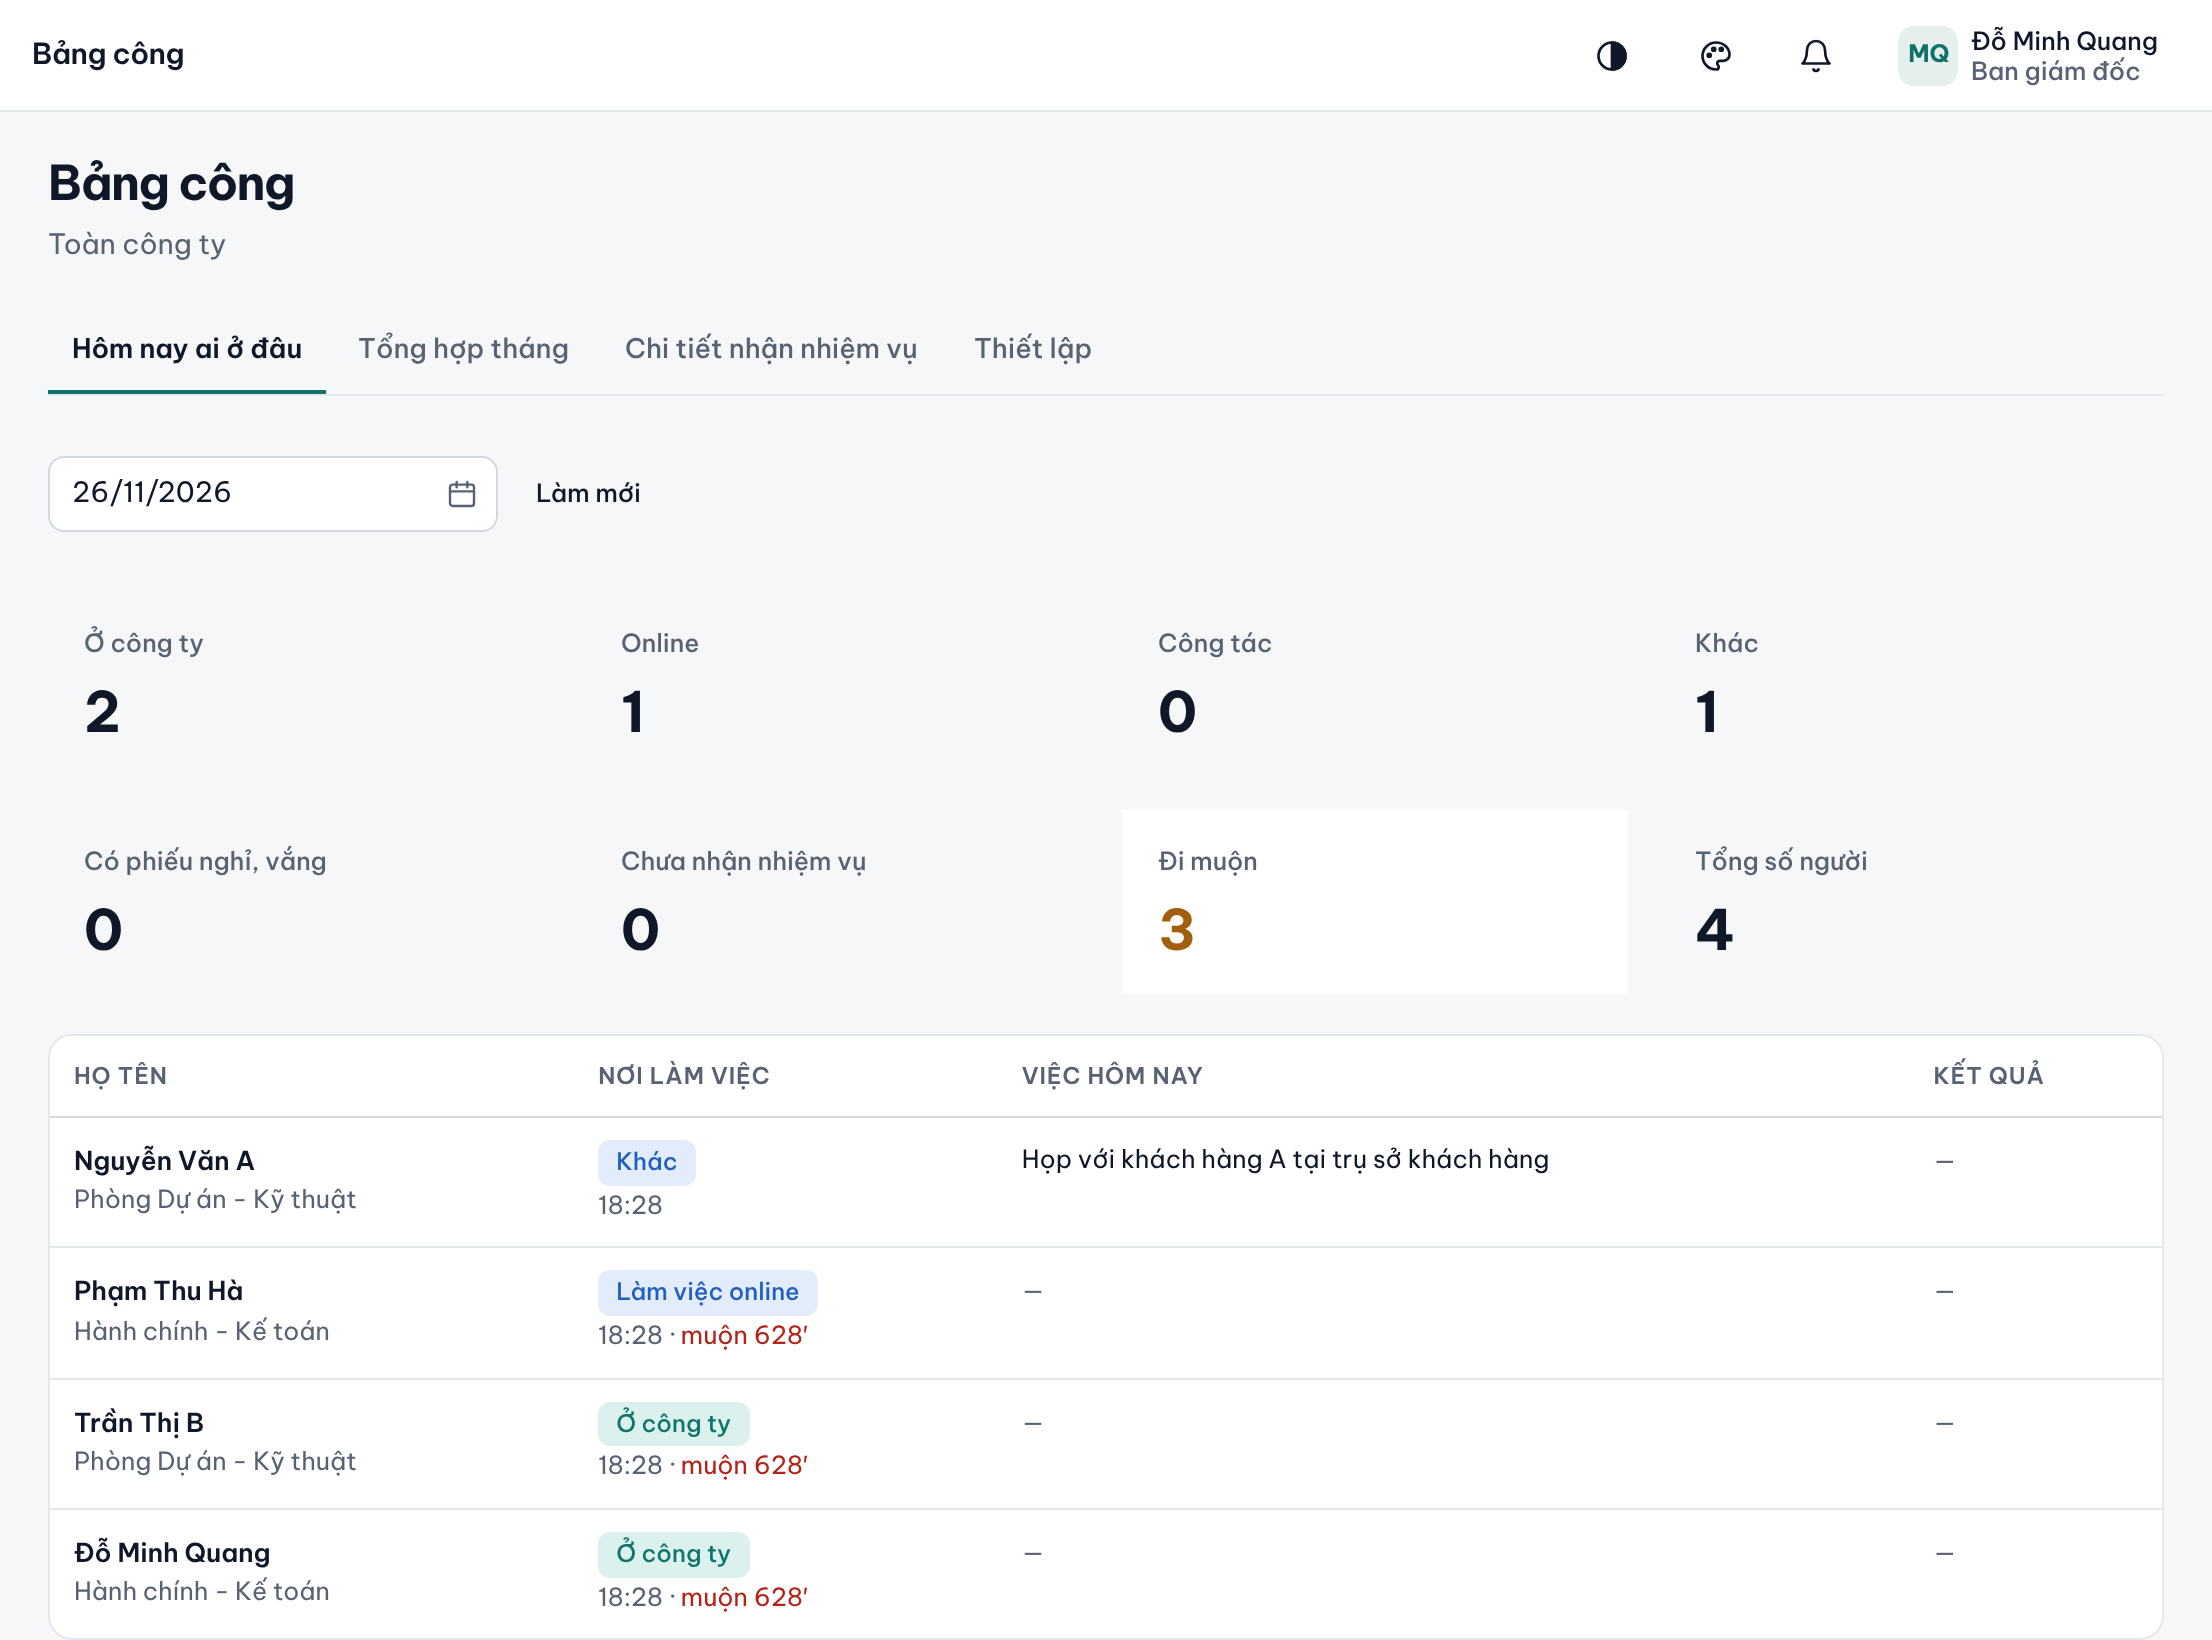 Bảng công
MQ
Đỗ Minh Quang
Ban giám đốc
Bảng công
Toàn công ty
Hôm nay ai ở đâu Tổng hợp tháng Chi tiết nhận nhiệm vụ Thiết lập
26/11/2026 Làm mới
Ở công ty Online Công tác Khác
2 1 0 1
Có phiếu nghỉ, vắng Chưa nhận nhiệm vụ Đi muộn Tổng số người
0 0 3 4
HỌ TÊN NƠI LÀM VIỆC VIỆC HÔM NAY KẾT QUẢ
Nguyễn Văn A Khác Họp với khách hàng A tại trụ sở khách hàng —
Phòng Dự án - Kỹ thuật 18:28
Phạm Thu Hà Làm việc online — —
Hành chính - Kế toán 18:28 · muộn 628'
Trần Thị B Ở công ty — —
Phòng Dự án - Kỹ thuật 18:28 · muộn 628'
Đỗ Minh Quang Ở công ty — —
Hành chính - Kế toán 18:28 · muộn 628'